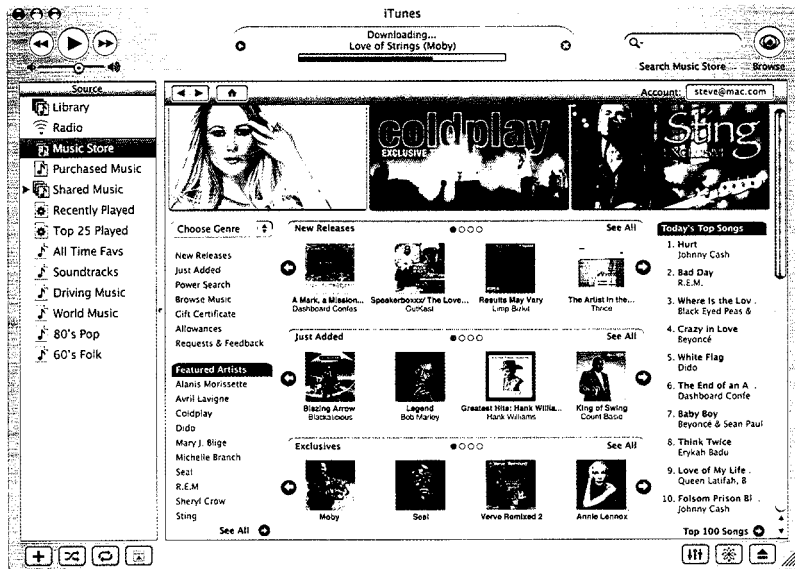 iTunes
Downloading...
Love of Strings (Moby)
Search Music Store
Browse
Source
Library
Radio
Music Store
Purchased Music
Shared Music
Recently Played
Top 25 Played
All Time Favs
Soundtracks
Driving Music
World Music
80's Pop
60's Folk
Account: steve@mac.com
coldplay
EXCLUSIVE
Sting
EXCLUSIVE
Choose Genre
New Releases
Just Added
Power Search
Browse Music
Gift Certificate
Allowances
Requests & Feedback
Featured Artists
Alanis Morissette
Avril Lavigne
Coldplay
Dido
Mary J. Blige
Michelle Branch
Seal
R.E.M
Sheryl Crow
Sting
See All
New Releases
See All
A Mark, a Mission...
Dashboard Confes
Speakerboxxx/ The Love...
OutKast
Results May Vary
Limp Bizkit
The Artist in the...
Thrice
Just Added
See All
Blazing Arrow
Blackalicious
Legend
Bob Marley
Greatest Hits: Hank Willia...
Hank Williams
King of Swing
Count Basie
Exclusives
See All
Moby
Seal
Verve Remixed 2
Annie Lennox
Today's Top Songs
1. Hurt
Johnny Cash
2. Bad Day
R.E.M.
3. Where Is the Lov .
Black Eyed Peas &
4. Crazy in Love
Beyoncé
5. White Flag
Dido
6. The End of an A .
Dashboard Confe
7. Baby Boy
Beyoncé & Sean Paul
8. Think Twice
Erykah Badu
9. Love of My Life .
Queen Latifah, B
10. Folsom Prison Bl .
Johnny Cash
Top 100 Songs